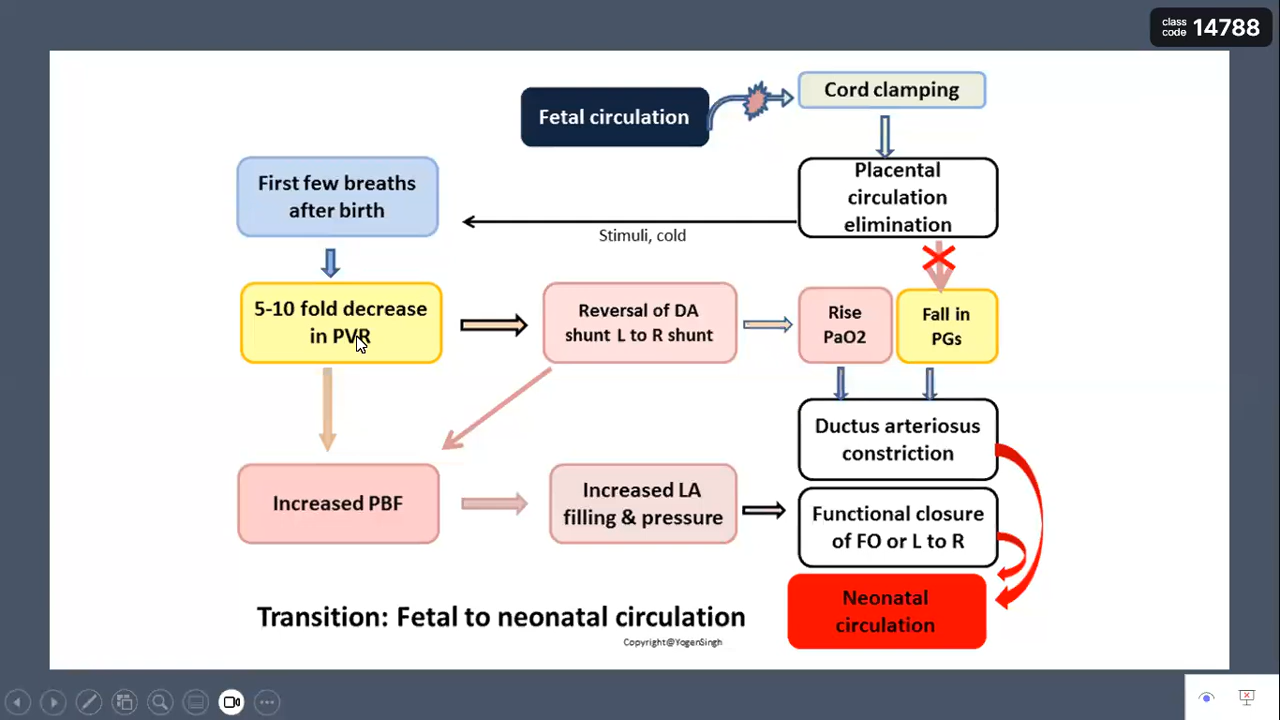 class
code 14788
Fetal circulation
Cord clamping
First few breaths
after birth
Placental
circulation
elimination
Stimuli, cold
5-10 fold decrease
in PVR
Reversal of DA
shunt L to R shunt
Rise
PaO2
Fall in
PGs
Ductus arteriosus
constriction
Increased PBF
Increased LA
filling & pressure
Functional closure
of FO or L to R
Neonatal
circulation
Transition: Fetal to neonatal circulation
Copyright@YogenSingh